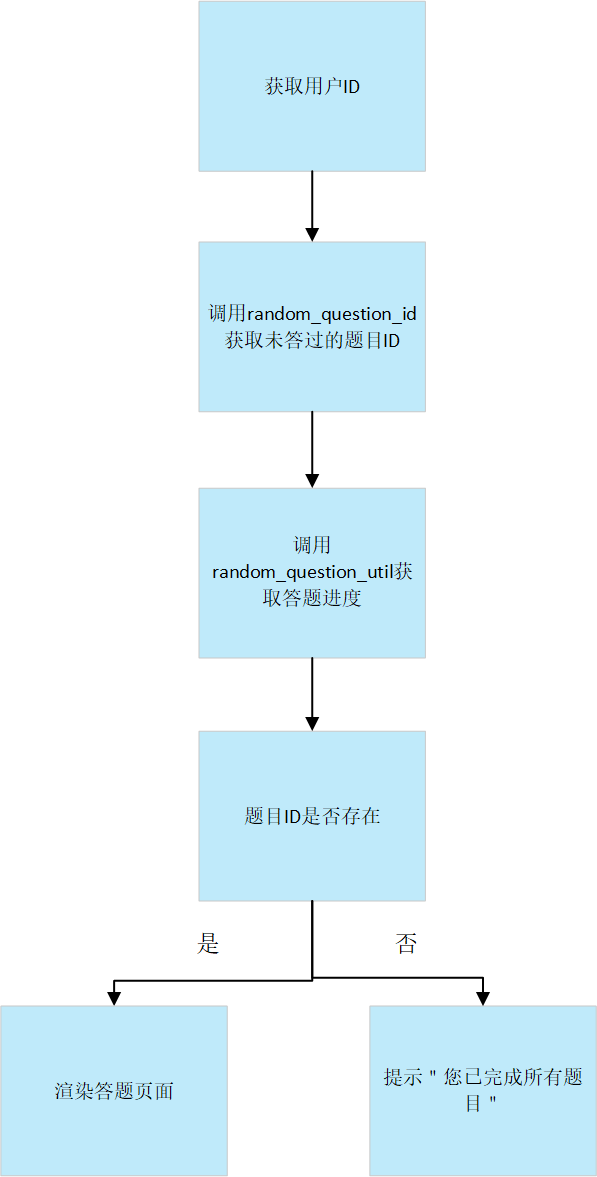 获取用户ID
调用random_question_id
获取未答过的题目ID
调用
random_question_util获
取答题进度
题目ID是否存在
是
否
渲染答题页面
提示＂您已完成所有题
目＂